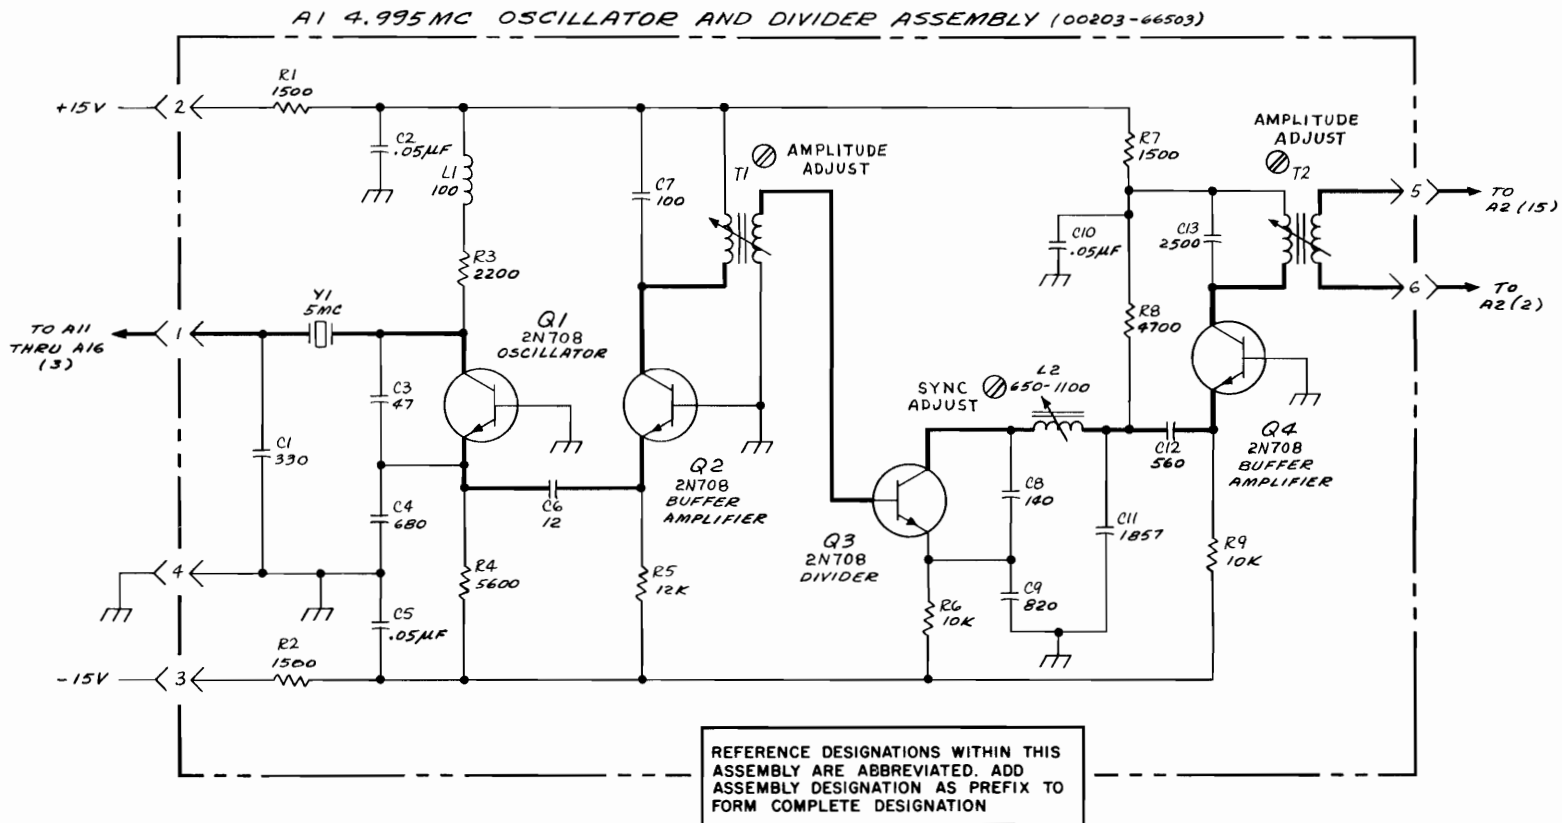 A1 4.995MC OSCILLATOR AND DIVIDER ASSEMBLY (00203-66503)
+15V
2
R1
1500
C2
.05µF
L1
100
R3
2200
C7
100
T1
AMPLITUDE
ADJUST
R7
1500
AMPLITUDE
ADJUST
T2
5
TO
A2 (15)
C10
.05µF
C13
2500
6
TO
A2(2)
TO A11
THRU A16
(3)
1
Y1
5MC
Q1
2N708
OSCILLATOR
R8
4700
C3
47
C1
330
SYNC
ADJUST
L2
650-1100
C12
560
Q4
2N708
BUFFER
AMPLIFIER
Q2
2N708
BUFFER
AMPLIFIER
C6
12
C4
680
C8
140
C11
1857
Q3
2N708
DIVIDER
R9
10K
4
R4
5600
R5
12K
C5
.05µF
R6
10K
C9
820
-15V
3
R2
1500
REFERENCE DESIGNATIONS WITHIN THIS
ASSEMBLY ARE ABBREVIATED. ADD
ASSEMBLY DESIGNATION AS PREFIX TO
FORM COMPLETE DESIGNATION